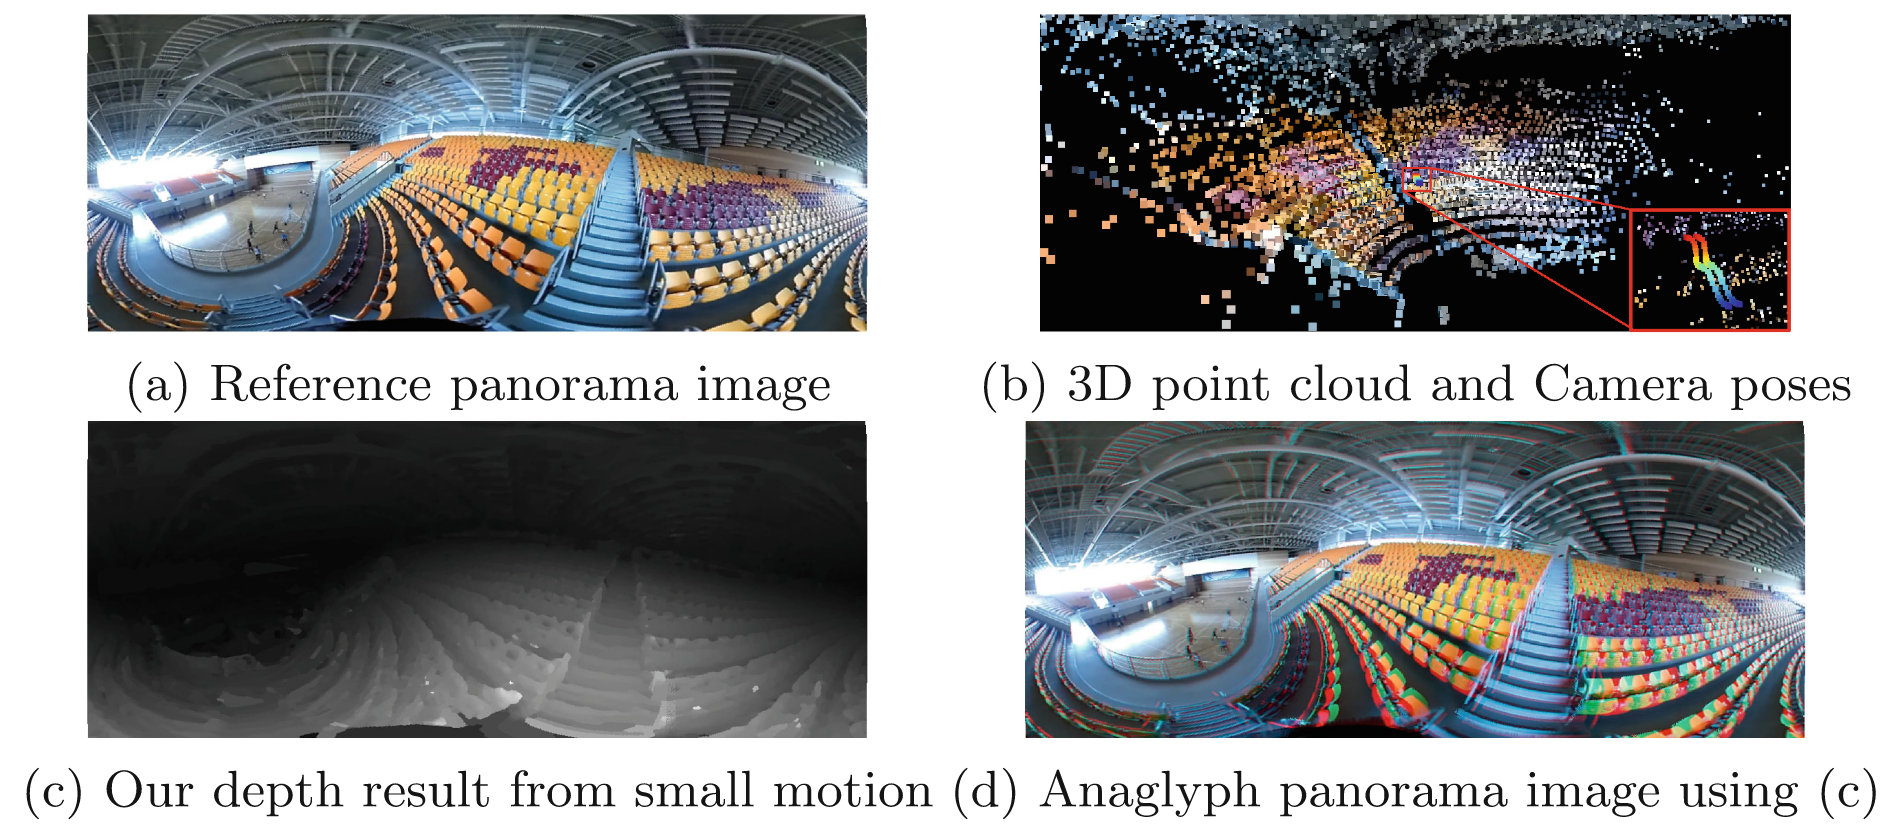 (a) Reference panorama image
(b) 3D point cloud and Camera poses
(c) Our depth result from small motion
(d) Anaglyph panorama image using (c)